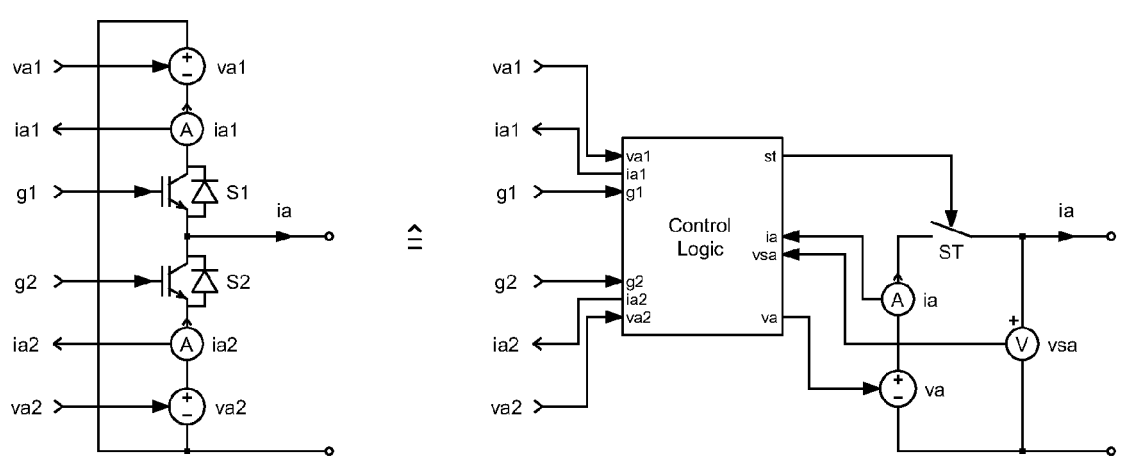 va1
va1
ia1
A
ia1
g1
S1
ia
g2
S2
ia2
A
ia2
va2
va2
va1
ia1
g1
g2
ia2
va2
va1
ia1
g1
Control
Logic
g2
ia2
va2
st
ia
vsa
va
ST
ia
A
ia
V
vsa
va